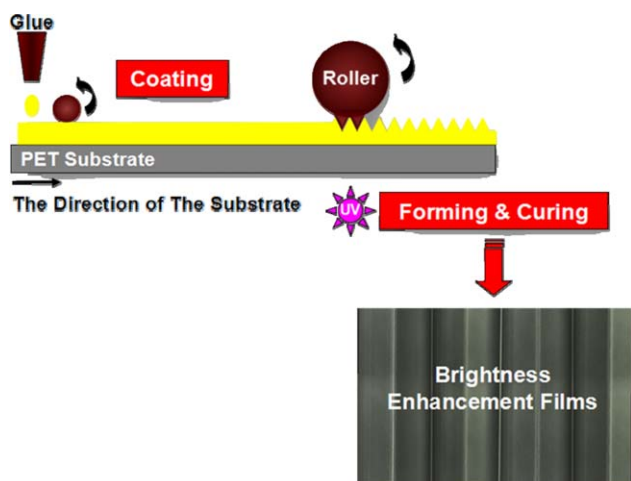 Glue
Coating
Roller
PET Substrate
The Direction of The Substrate
UV
Forming & Curing
Brightness
Enhancement Films